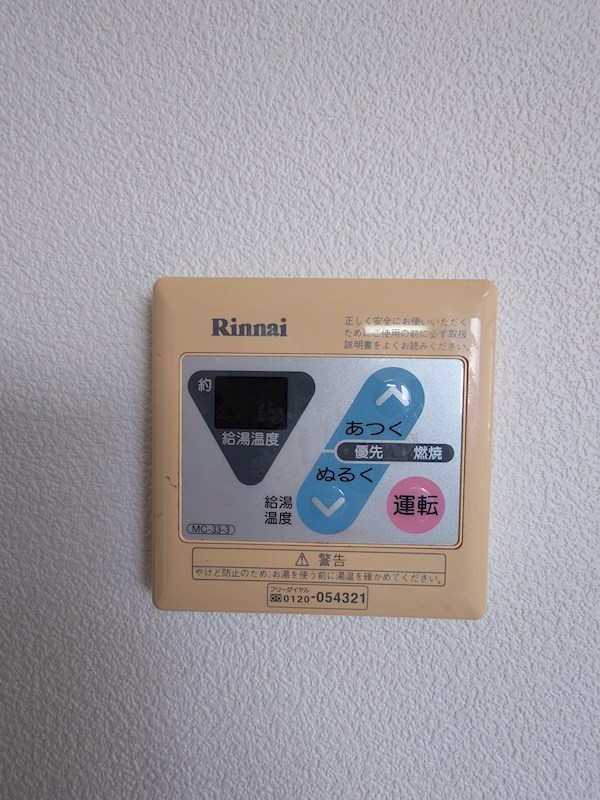 Rinnai
正しく安全にお使いいただく
ためにご使用の前に必ず取扱
説明書をよくお読みください。
約
給湯温度
あつく
優先 燃焼
ぬるく
給湯
温度
運転
MC-33-3
警告
やけど防止のため、お湯を使う前に湯温を確かめてください。
フリーダイヤル
0120-054321